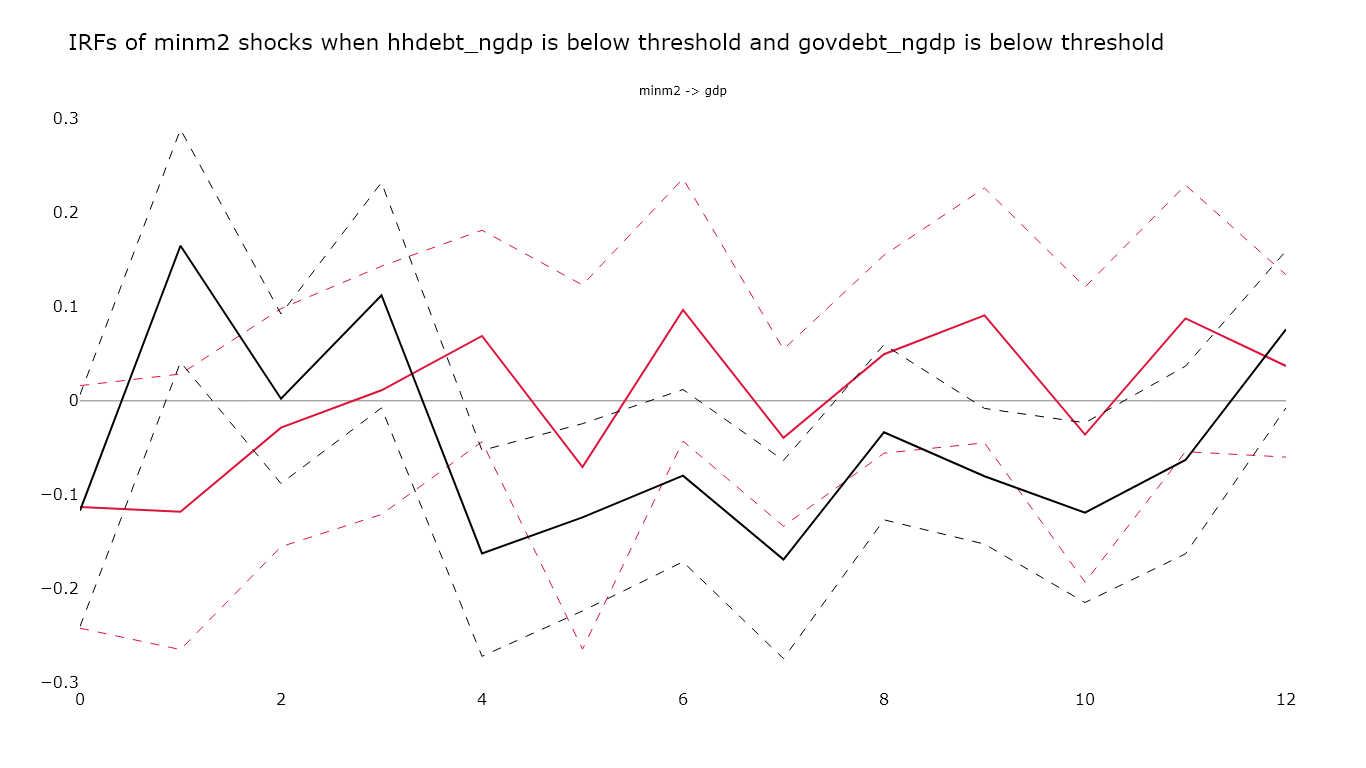 IRFs of minm2 shocks when hhdebt_ngdp is below threshold and govdebt_ngdp is below threshold
minm2 -> gdp
0.3
0.2
0.1
0
−0.1
−0.2
−0.3
0 2 4 6 8 10 12